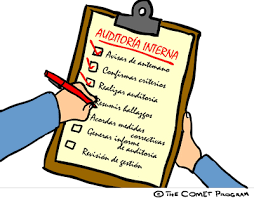 AUDITORÍA INTERNA
Avisar de antemano
Confirmar criterios
Realizar auditoría
Resumir hallazgos
Acordar medidas
correctivas
Generar informe
de auditoría
Revisión de gestión
© THE COMET PROGRAM